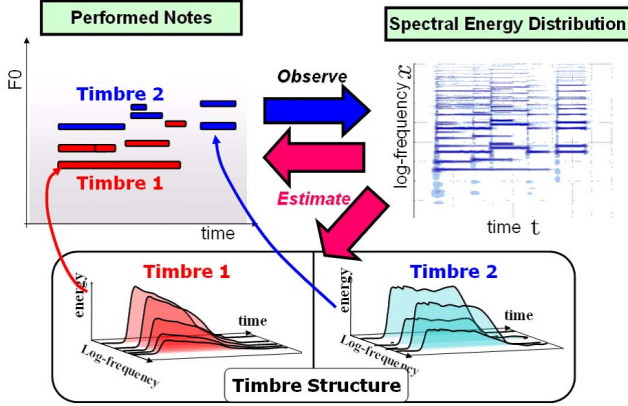 Performed Notes
Spectral Energy Distribution
F0
Timbre 2
Timbre 1
time
Observe
Estimate
log-frequency x
time t
Timbre 1
energy
time
Log-frequency
Timbre 2
energy
time
Log-frequency
Timbre Structure